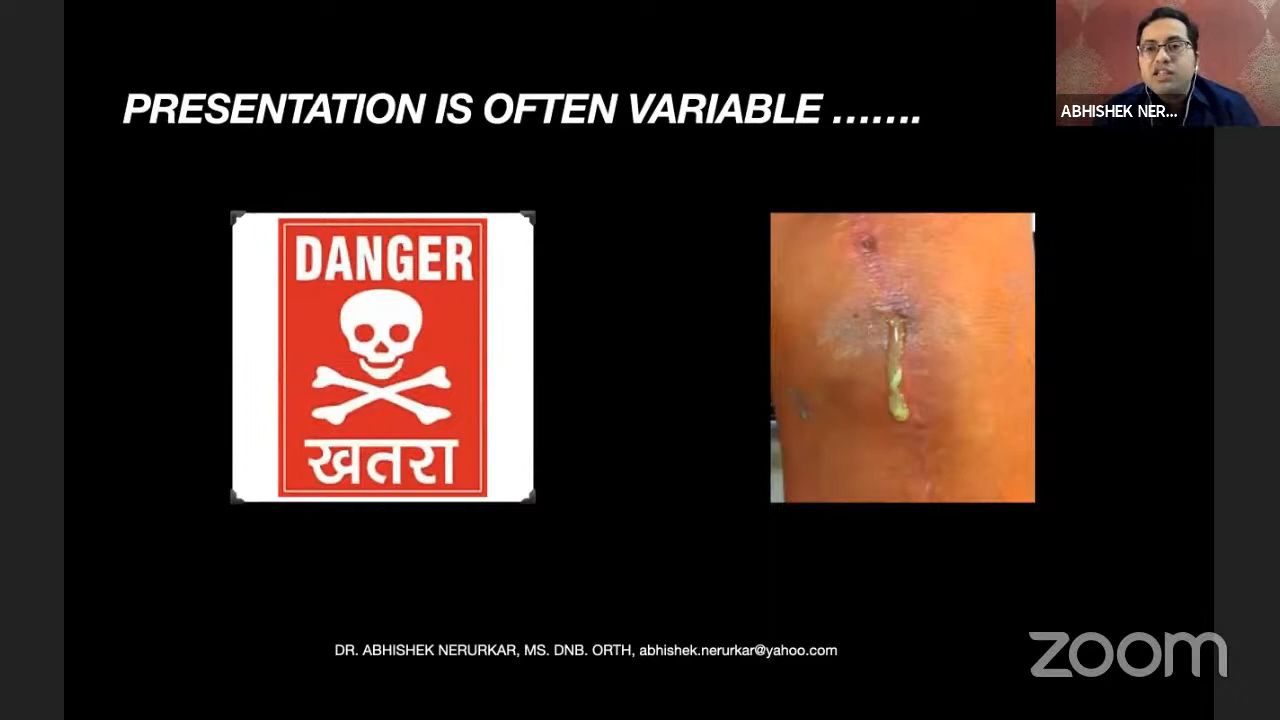 PRESENTATION IS OFTEN VARIABLE .......
ABHISHEK NER...
DANGER
खतरा
DR. ABHISHEK NERURKAR, MS. DNB. ORTH, abhishek.nerurkar@yahoo.com
zoom